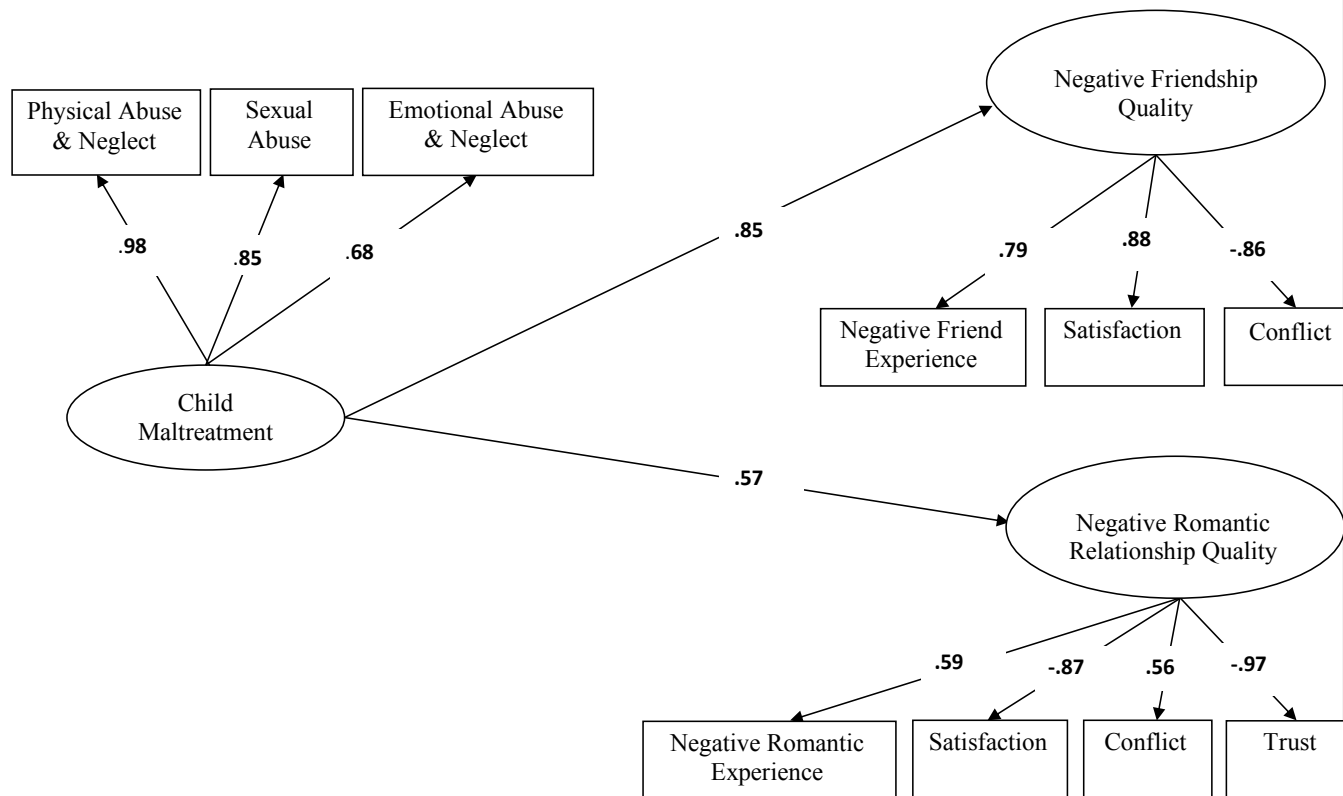 Negative Friendship
Quality
Physical Abuse
& Neglect
Sexual
Abuse
Emotional Abuse
& Neglect
.98
.85
.68
.85
.79
.88
-.86
Negative Friend
Experience
Satisfaction
Conflict
Child
Maltreatment
.57
Negative Romantic
Relationship Quality
.59
-.87
.56
-.97
Negative Romantic
Experience
Satisfaction
Conflict
Trust